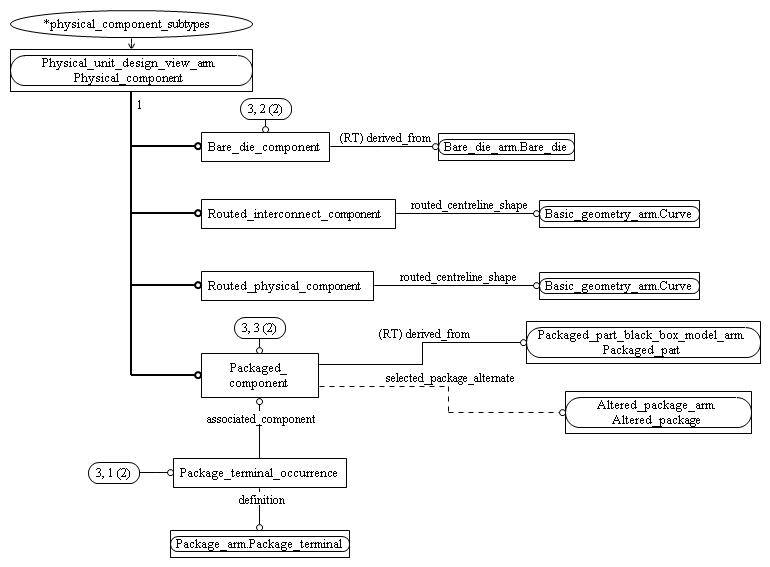 *physical_component_subtypes
Physical_unit_design_view_arm
Physical_component
1
3, 2 (2)
Bare_die_component
(RT) derived_from
Bare_die_arm.Bare_die
Routed_interconnect_component
routed_centreline_shape
Basic_geometry_arm.Curve
Routed_physical_component
routed_centreline_shape
Basic_geometry_arm.Curve
3, 3 (2)
Packaged_
component
(RT) derived_from
Packaged_part_black_box_model_arm
Packaged_part
selected_package_alternate
Altered_package_arm
Altered_package
associated_component
3, 1 (2)
Package_terminal_occurrence
definition
Package_arm.Package_terminal